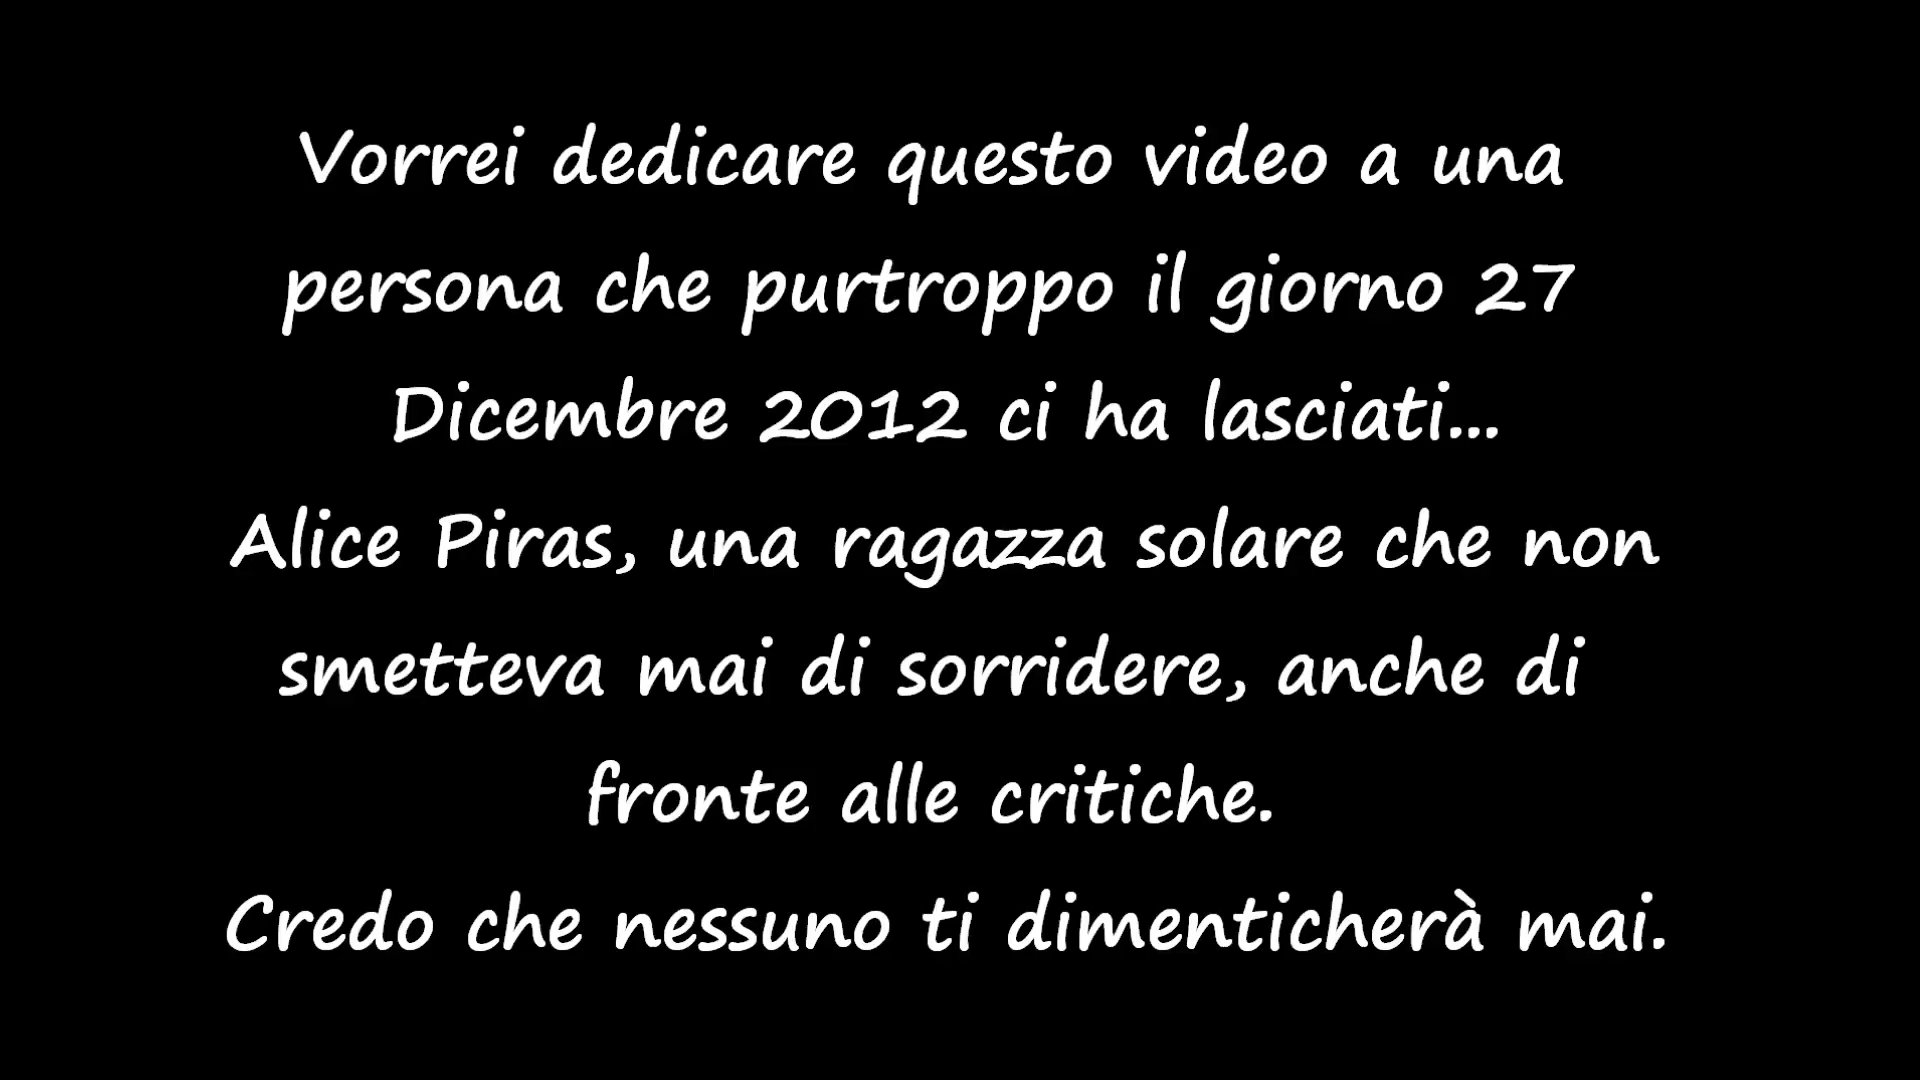 Vorrei dedicare questo video a una
persona che purtroppo il giorno 27
Dicembre 2012 ci ha lasciati...
Alice Piras, una ragazza solare che non
smetteva mai di sorridere, anche di
fronte alle critiche.
Credo che nessuno ti dimenticherà mai.